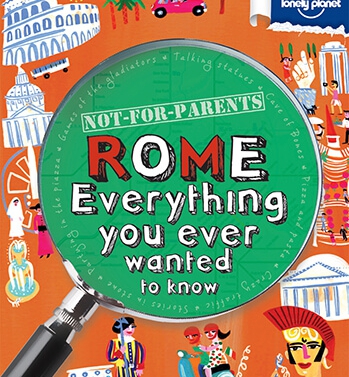 lonely planet
NOT-FOR-PARENTS
ROME
Everything
you ever
wanted
to know
Games of the Gladiators • Talking statues • Cave of Bones • Pizza and pasta • Crazy traffic • Stories in stone • Partying in the piazza